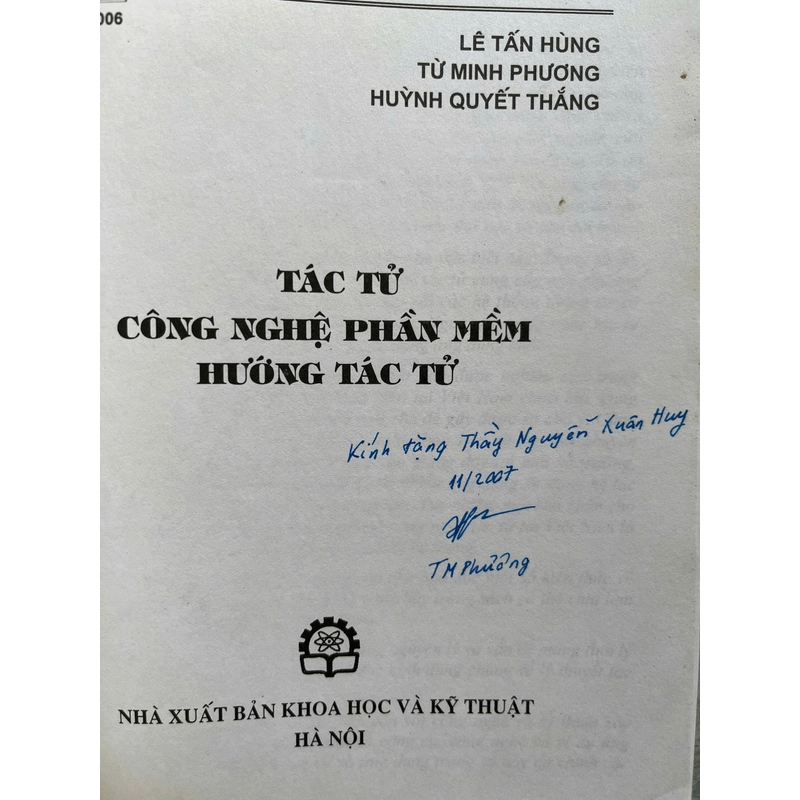 006
LÊ TẤN HÙNG
TỪ MINH PHƯƠNG
HUỲNH QUYẾT THẮNG
TÁC TỬ
CÔNG NGHỆ PHẦN MỀM
HƯỚNG TÁC TỬ
Kính tặng Thầy Nguyễn Xuân Huy
11/2007
TM Phương
NHÀ XUẤT BẢN KHOA HỌC VÀ KỸ THUẬT
HÀ NỘI